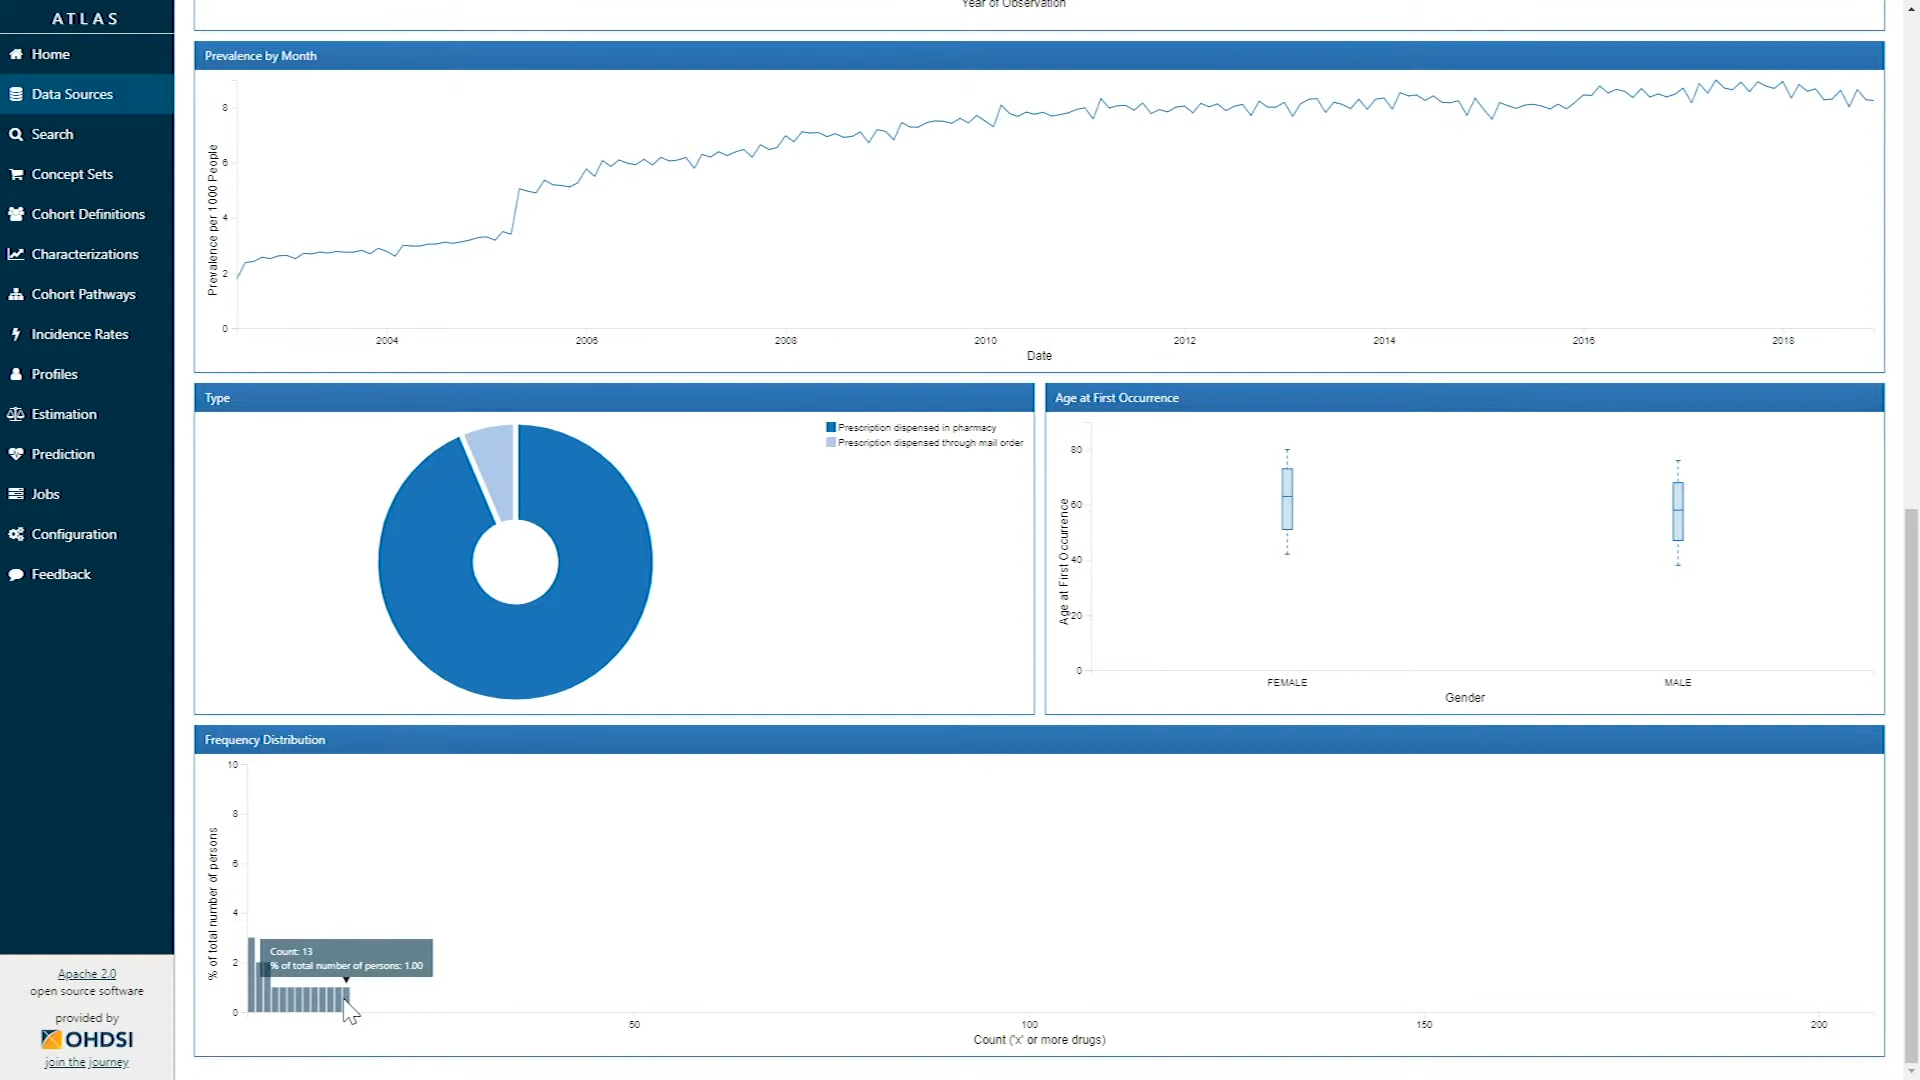 ATLAS
Home
Data Sources
Search
Concept Sets
Cohort Definitions
Characterizations
Cohort Pathways
Incidence Rates
Profiles
Estimation
Prediction
Jobs
Configuration
Feedback
Apache 2.0
open source software
provided by
OHDSI
join the journey
Year of Observation
Prevalence by Month
Prevalence per 1000 People
8
6
4
2
0
2004 2006 2008 2010 2012 2014 2016 2018
Date
Type
Prescription dispensed in pharmacy
Prescription dispensed through mail order
Age at First Occurrence
Age at First Occurrence
80
60
40
20
0
FEMALE MALE
Gender
Frequency Distribution
% of total number of persons
10
8
6
4
2
0
Count: 13
% of total number of persons: 1.00
50 100 150 200
Count ('x' or more drugs)